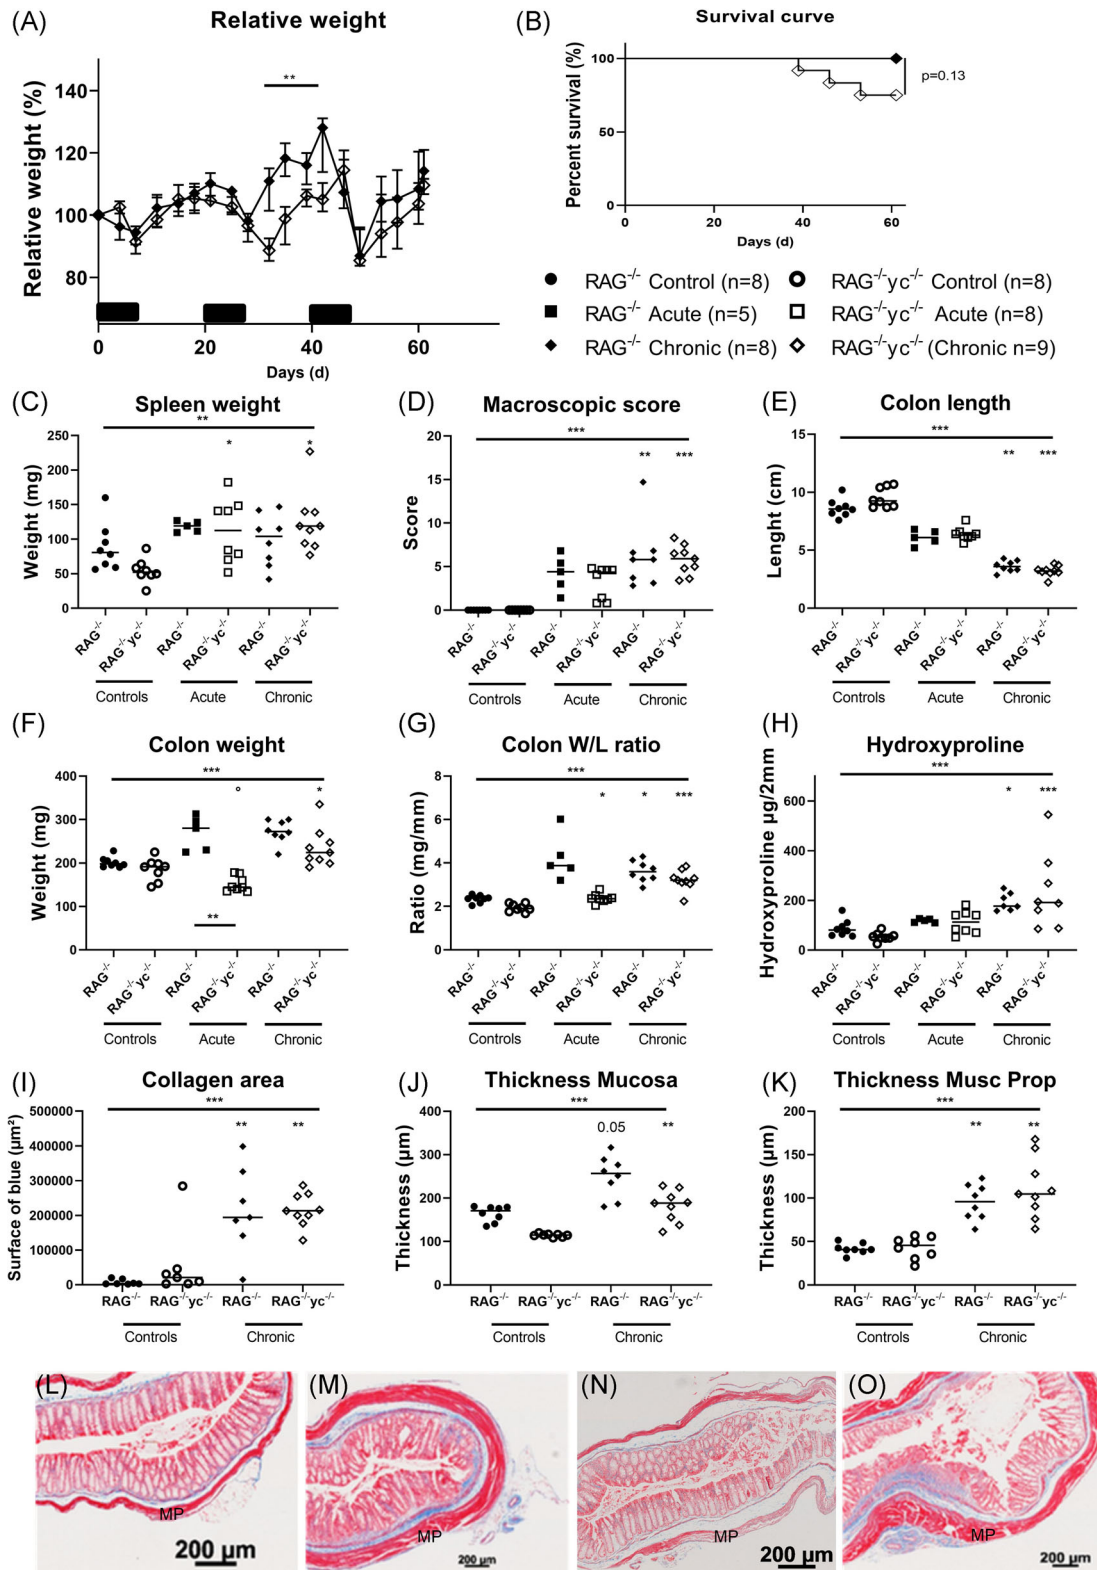 (A)
Relative weight
Relative weight (%)
140
120
100
80
**
0
20
40
60
Days (d)
(B)
Survival curve
Percent survival (%)
100
50
0
p=0.13
0
20
40
60
Days (d)
RAG-/- Control (n=8)
RAG-/-yc-/- Control (n=8)
RAG-/- Acute (n=5)
RAG-/-yc-/- Acute (n=8)
RAG-/- Chronic (n=8)
RAG-/-yc-/- (Chronic n=9)
(C)
Spleen weight
**
* *
Weight (mg)
250
200
150
100
50
0
RAG-/-
RAG-/-yc-/-
RAG-/-
RAG-/-yc-/-
RAG-/-
RAG-/-yc-/-
Controls
Acute
Chronic
(D)
Macroscopic score
***
** ***
Score
20
15
10
5
0
RAG-/-
RAG-/-yc-/-
RAG-/-
RAG-/-yc-/-
RAG-/-
RAG-/-yc-/-
Controls
Acute
Chronic
(E)
Colon length
***
** ***
Lenght (cm)
15
10
5
0
RAG-/-
RAG-/-yc-/-
RAG-/-
RAG-/-yc-/-
RAG-/-
RAG-/-yc-/-
Controls
Acute
Chronic
(F)
Colon weight
***
° *
**
Weight (mg)
400
300
200
100
0
RAG-/-
RAG-/-yc-/-
RAG-/-
RAG-/-yc-/-
RAG-/-
RAG-/-yc-/-
Controls
Acute
Chronic
(G)
Colon W/L ratio
***
* * ***
Ratio (mg/mm)
8
6
4
2
0
RAG-/-
RAG-/-yc-/-
RAG-/-
RAG-/-yc-/-
RAG-/-
RAG-/-yc-/-
Controls
Acute
Chronic
(H)
Hydroxyproline
***
* ***
Hydroxyproline µg/2mm
600
400
200
0
RAG-/-
RAG-/-yc-/-
RAG-/-
RAG-/-yc-/-
RAG-/-
RAG-/-yc-/-
Controls
Acute
Chronic
(I)
Collagen area
***
** **
Surface of blue (µm²)
500000
400000
300000
200000
100000
0
RAG-/- RAG-/-yc-/- RAG-/- RAG-/-yc-/-
Controls
Chronic
(J)
Thickness Mucosa
***
0.05 **
Thickness (µm)
400
300
200
100
0
RAG-/- RAG-/-yc-/- RAG-/- RAG-/-yc-/-
Controls
Chronic
(K)
Thickness Musc Prop
***
** **
Thickness (µm)
200
150
100
50
0
RAG-/- RAG-/-yc-/- RAG-/- RAG-/-yc-/-
Controls
Chronic
(L)
MP
200 µm
(M)
MP
200 µm
(N)
MP
200 µm
(O)
MP
200 µm